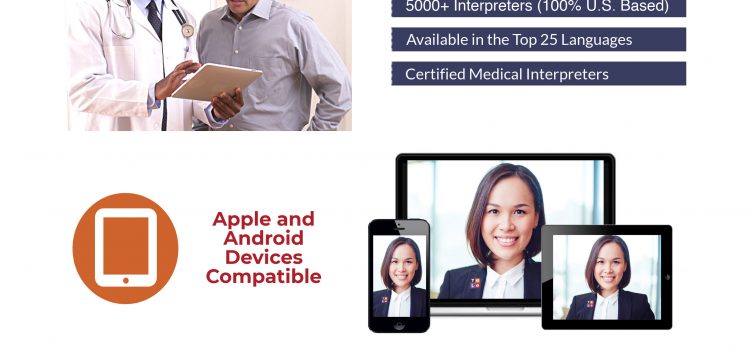 5000+ Interpreters (100% U.S. Based)
Available in the Top 25 Languages
Certified Medical Interpreters
Apple and
Android
Devices
Compatible